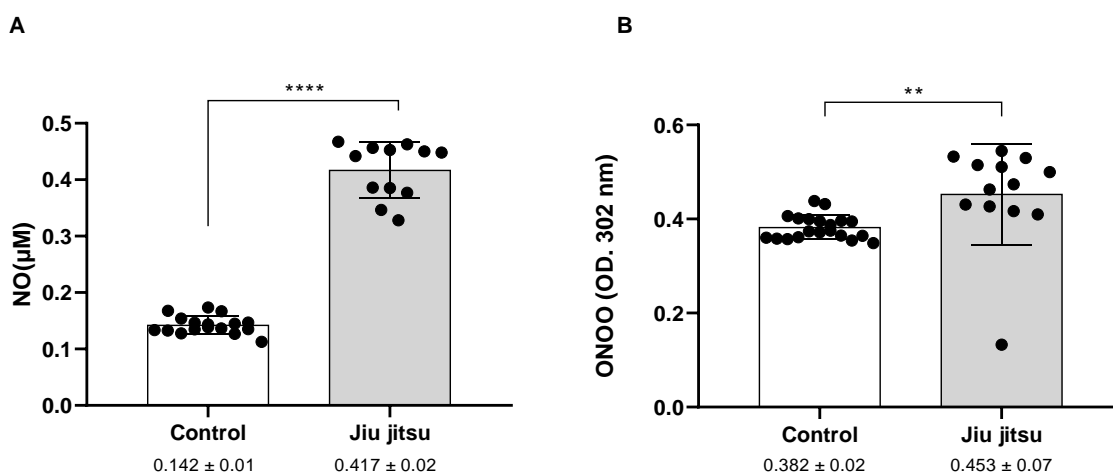 A
****
NO(µM)
0.5
0.4
0.3
0.2
0.1
0.0
Control
Jiu jitsu
0.142 ± 0.01
0.417 ± 0.02
B
**
ONOO (OD. 302 nm)
0.6
0.4
0.2
0.0
Control
Jiu jitsu
0.382 ± 0.02
0.453 ± 0.07